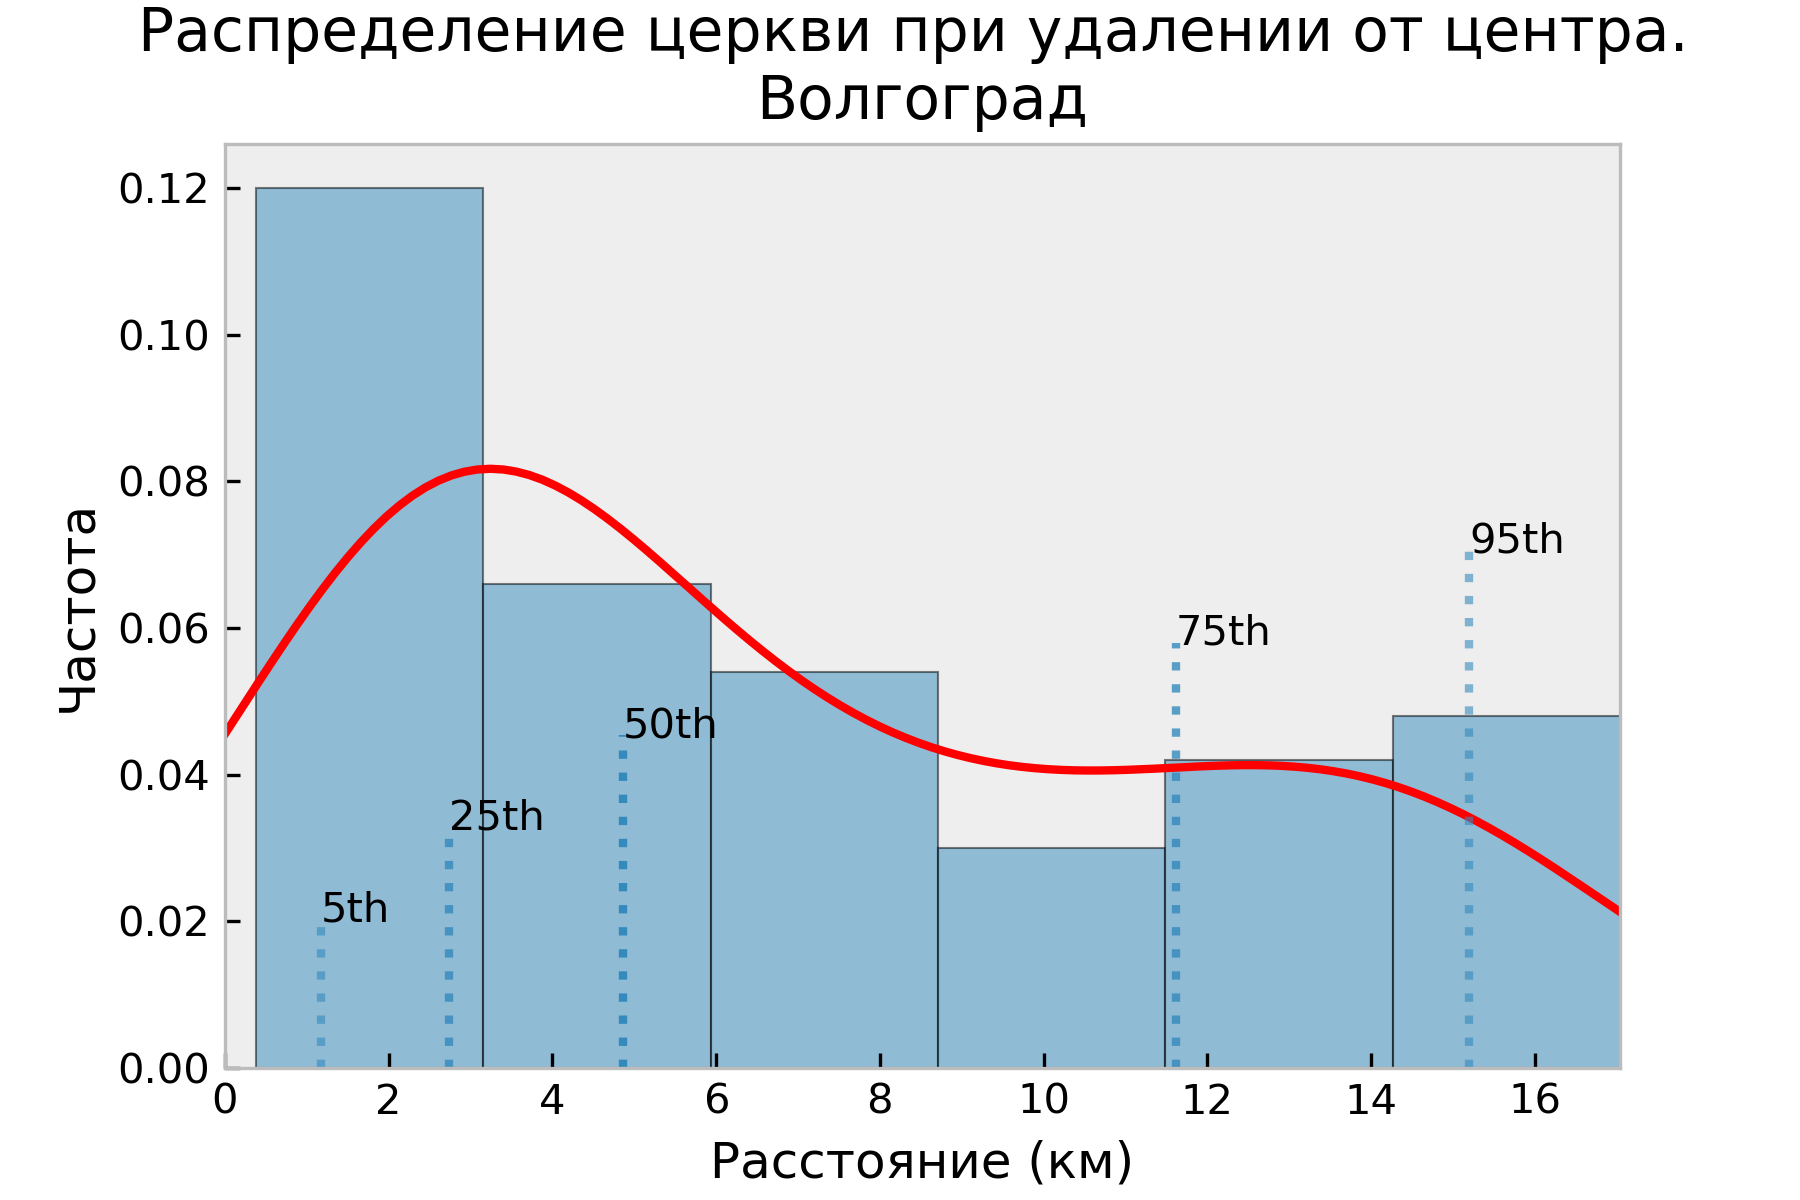 Распределение церкви при удалении от центра.
Волгоград
0.12
0.10
0.08
0.06
0.04
0.02
0.00
Частота
5th
25th
50th
75th
95th
0 2 4 6 8 10 12 14 16
Расстояние (км)